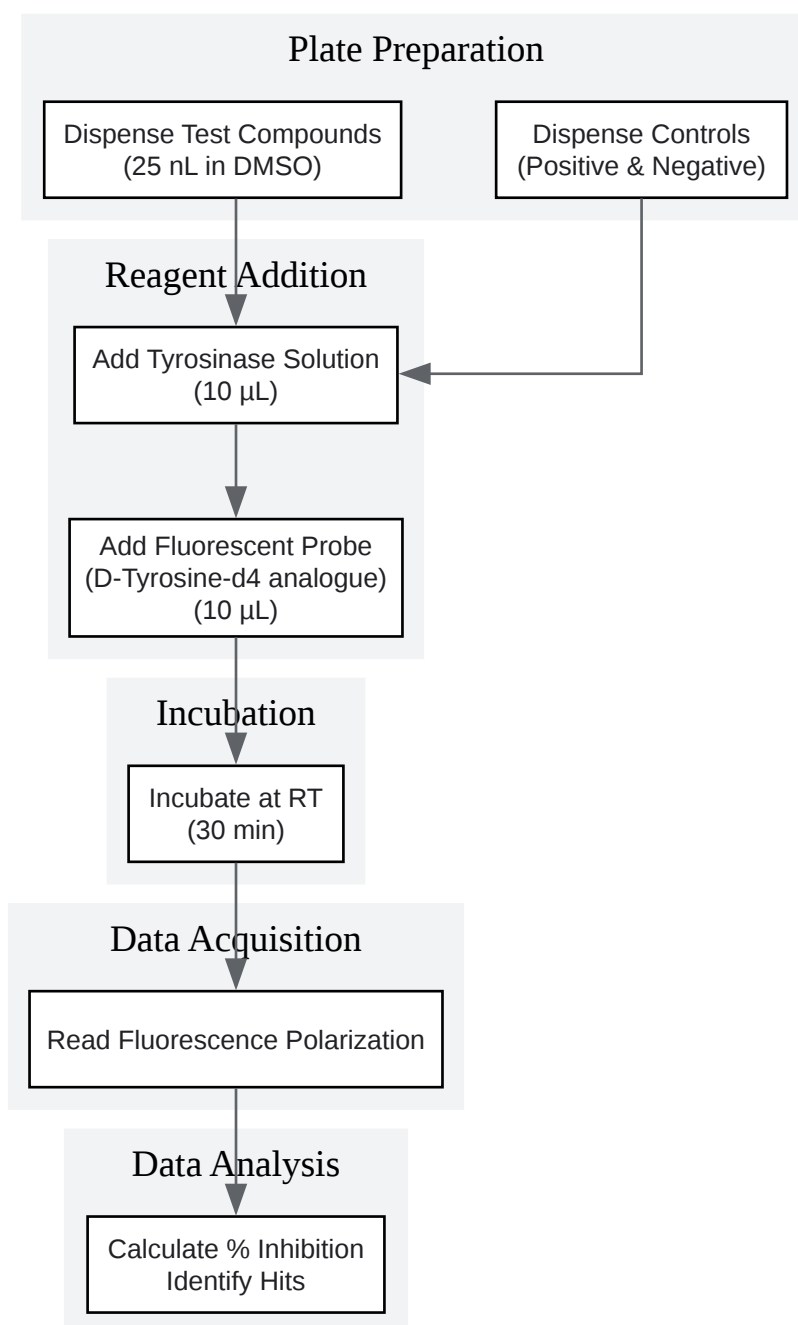 Plate Preparation
Dispense Test Compounds
(25 nL in DMSO)
Dispense Controls
(Positive & Negative)
Reagent Addition
Add Tyrosinase Solution
(10 µL)
Add Fluorescent Probe
(D-Tyrosine-d4 analogue)
(10 µL)
Incubation
Incubate at RT
(30 min)
Data Acquisition
Read Fluorescence Polarization
Data Analysis
Calculate % Inhibition
Identify Hits